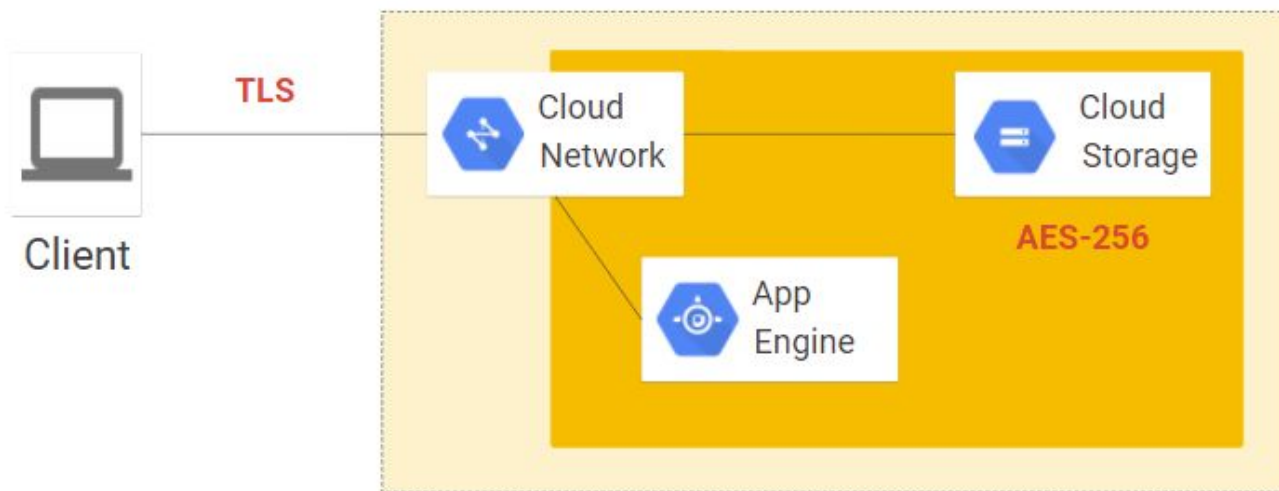 TLS
Client
Cloud
Network
Cloud
Storage
AES-256
App
Engine